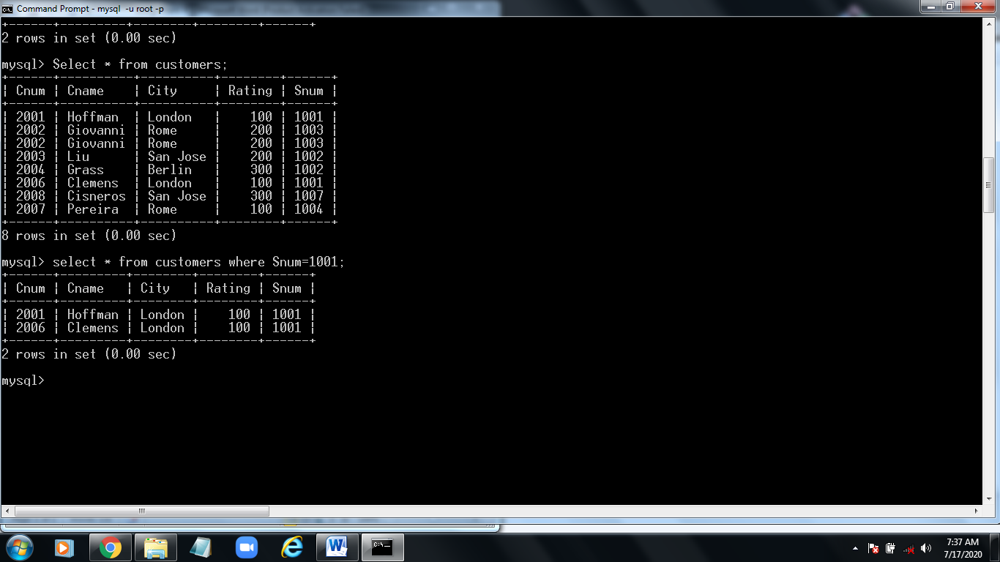 Command Prompt - mysql  -u root -p
+------+----------+--------+--------+------+
2 rows in set (0.00 sec)
mysql> Select * from customers;
+------+----------+----------+--------+------+
| Cnum | Cname    | City     | Rating | Snum |
+------+----------+----------+--------+------+
| 2001 | Hoffman  | London   |    100 | 1001 |
| 2002 | Giovanni | Rome     |    200 | 1003 |
| 2002 | Giovanni | Rome     |    200 | 1003 |
| 2003 | Liu      | San Jose |    200 | 1002 |
| 2004 | Grass    | Berlin   |    300 | 1002 |
| 2006 | Clemens  | London   |    100 | 1001 |
| 2008 | Cisneros | San Jose |    300 | 1007 |
| 2007 | Pereira  | Rome     |    100 | 1004 |
+------+----------+----------+--------+------+
8 rows in set (0.00 sec)
mysql> select * from customers where Snum=1001;
+------+---------+--------+--------+------+
| Cnum | Cname   | City   | Rating | Snum |
+------+---------+--------+--------+------+
| 2001 | Hoffman | London |    100 | 1001 |
| 2006 | Clemens | London |    100 | 1001 |
+------+---------+--------+--------+------+
2 rows in set (0.00 sec)
mysql>
7:37 AM
7/17/2020